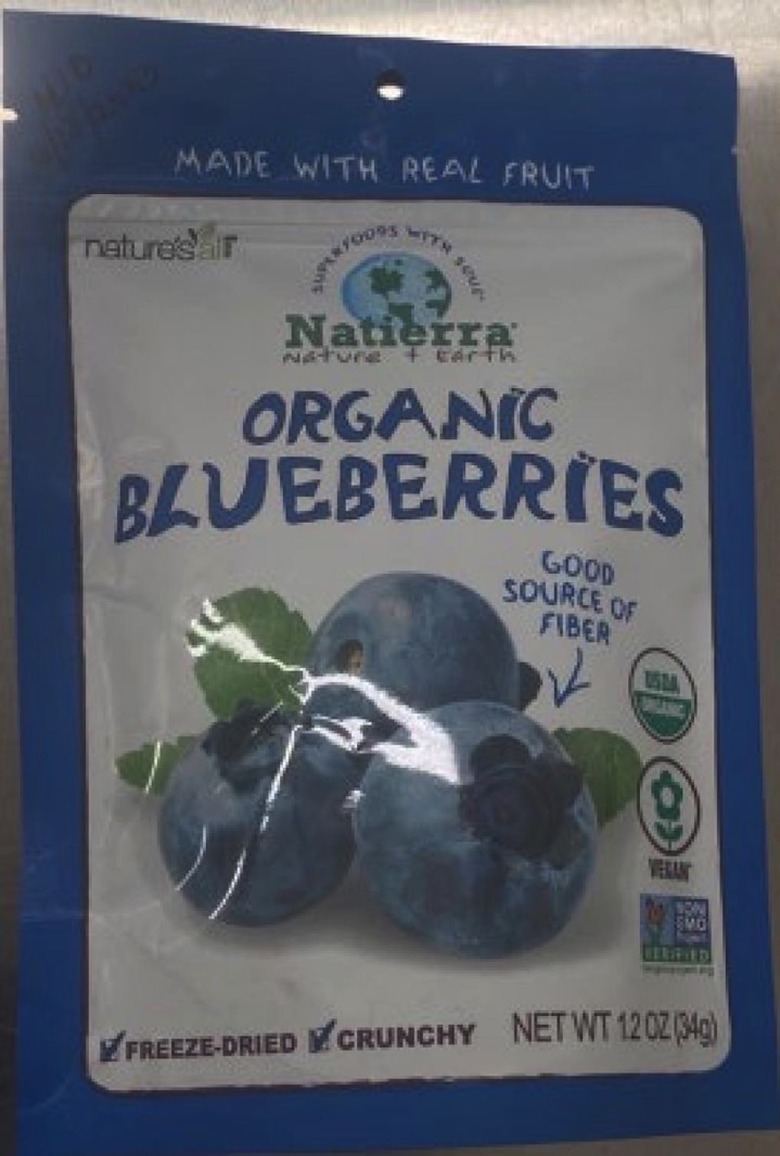 MADE WITH REAL FRUIT
nature's all
SUPERFOODS WITH SOUL
Natierra
Nature + Earth
ORGANIC
BLUEBERRIES
GOOD
SOURCE OF
FIBER
USDA
ORGANIC
VEGAN
NON
GMO
VERIFIED
FREEZE-DRIED CRUNCHY
NET WT 1.2 OZ (34g)